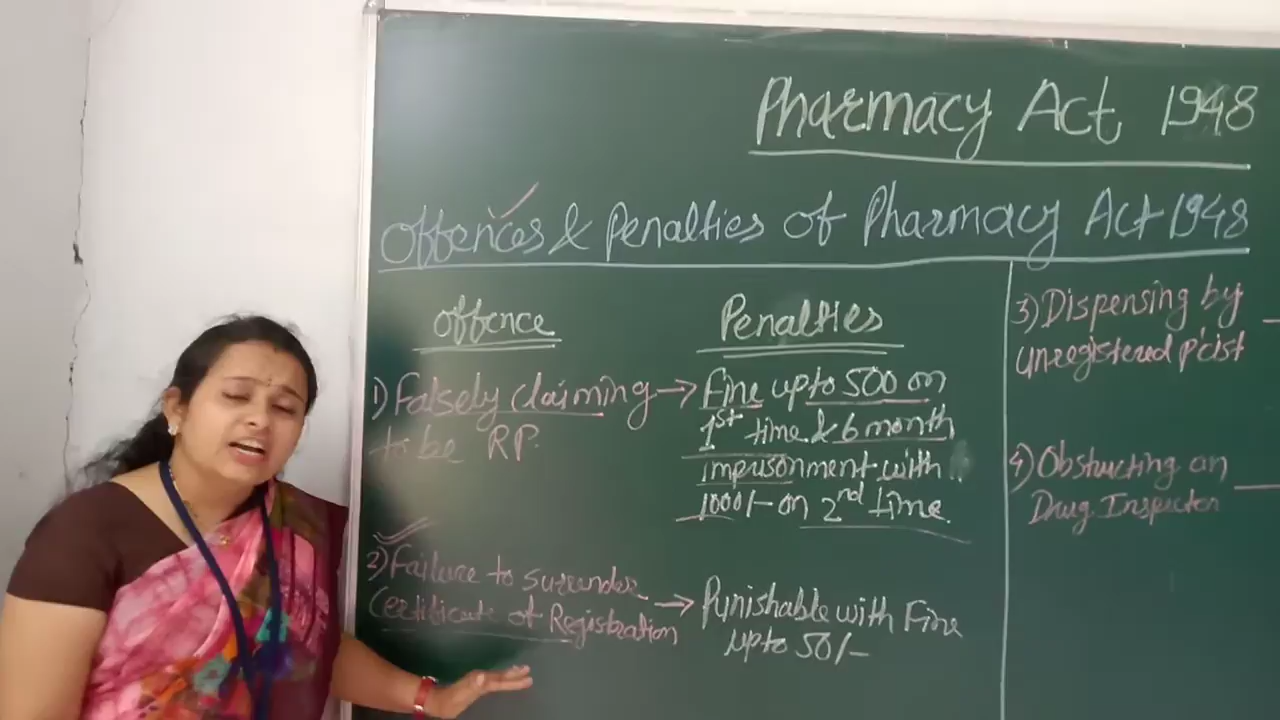 Pharmacy Act 1948
Offences & Penalties of Pharmacy Act 1948
Offence
Penalties
1) Falsely claiming → Fine upto 500 on
to be RP.
1st time & 6 month
imprisonment with
1000/- on 2nd time.
2) Failure to surrender
Certificate of Registration → Punishable with Fine
upto 50/-
3) Dispensing by
unregistered p'cist
4) Obstructing an
Drug Inspector